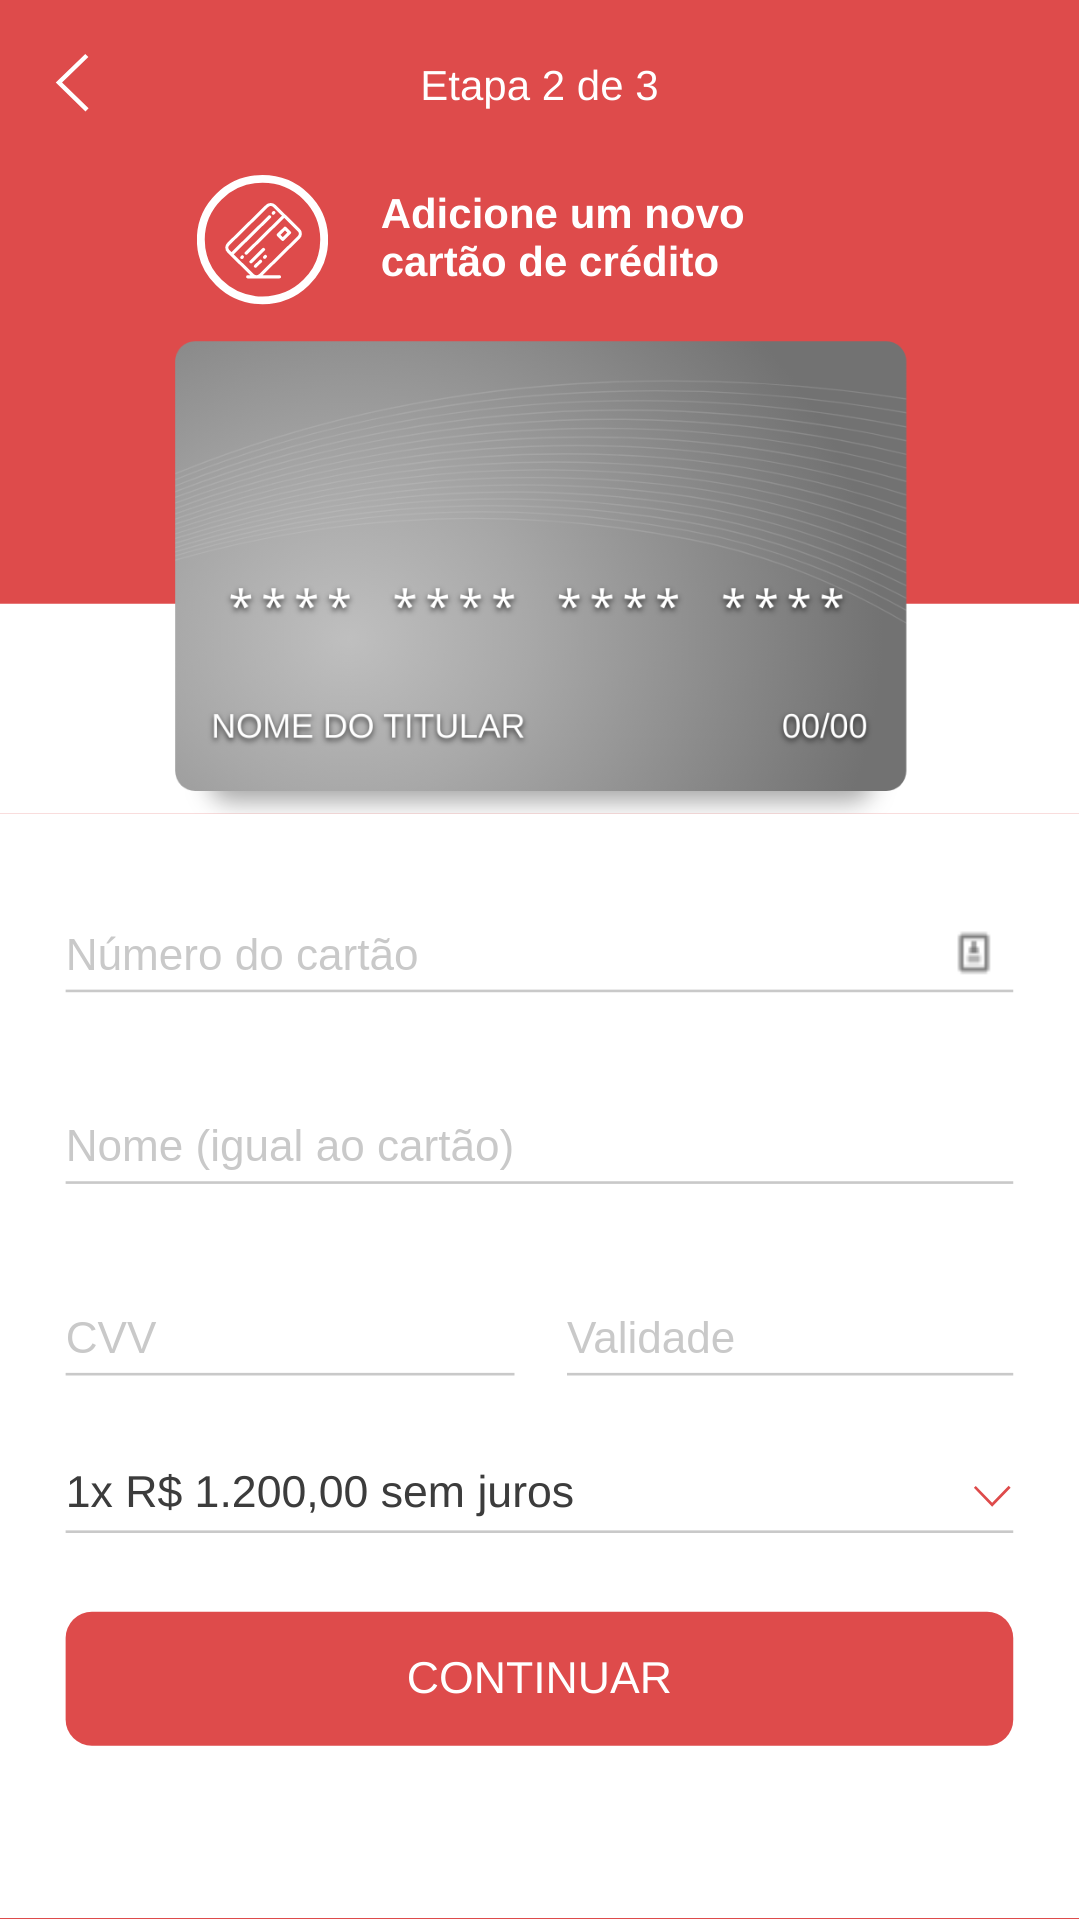 Etapa 2 de 3
Adicione um novo
cartão de crédito
**** **** **** ****
NOME DO TITULAR 00/00
Número do cartão
Nome (igual ao cartão)
CVV Validade
1x R$ 1.200,00 sem juros
CONTINUAR